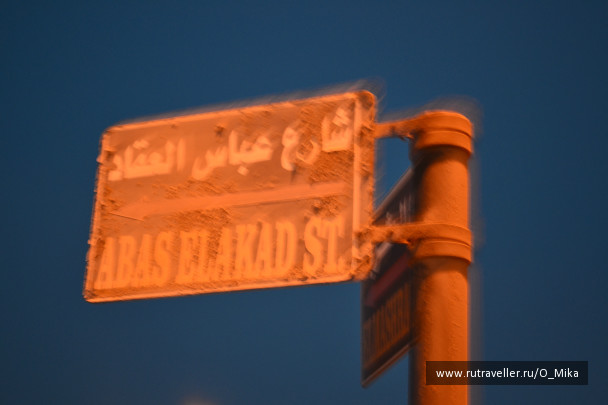 شارع عباس العقاد
ABAS ELAKAD ST.
www.rutraveller.ru/O_Mika